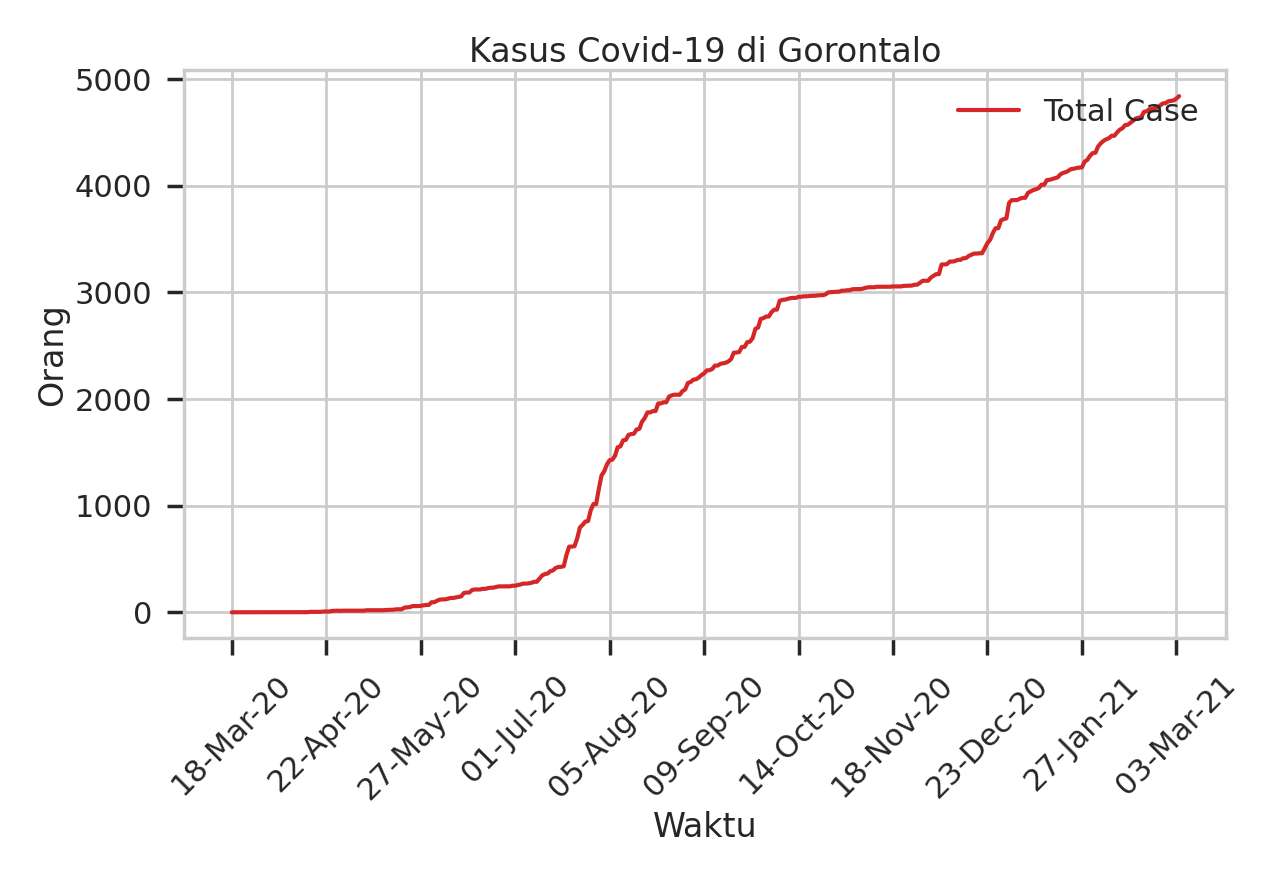 Kasus Covid-19 di Gorontalo
Total Case
Orang
5000
4000
3000
2000
1000
0
18-Mar-20
22-Apr-20
27-May-20
01-Jul-20
05-Aug-20
09-Sep-20
14-Oct-20
18-Nov-20
23-Dec-20
27-Jan-21
03-Mar-21
Waktu